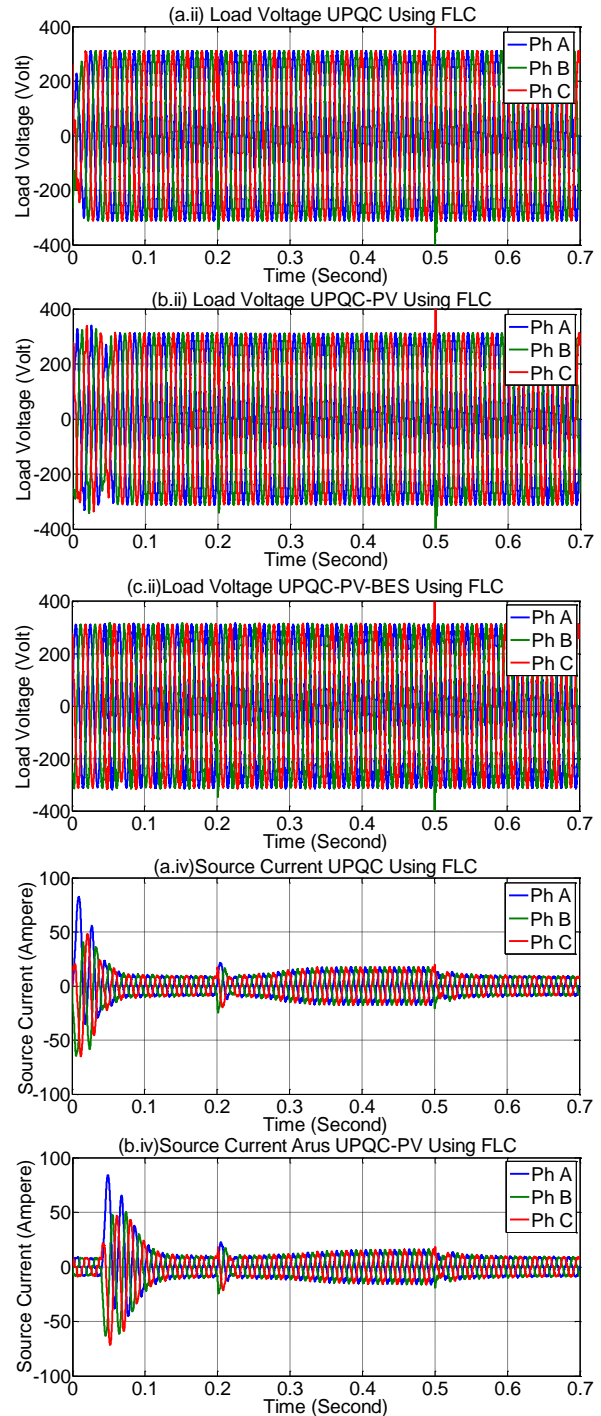 (a.ii) Load Voltage UPQC Using FLC
400
200
0
-200
-400
Load Voltage (Volt)
Ph A
Ph B
Ph C
0 0.1 0.2 0.3 0.4 0.5 0.6 0.7
Time (Second)
(b.ii) Load Voltage UPQC-PV Using FLC
400
200
0
-200
-400
Load Voltage (Volt)
Ph A
Ph B
Ph C
0 0.1 0.2 0.3 0.4 0.5 0.6 0.7
Time (Second)
(c.ii)Load Voltage UPQC-PV-BES Using FLC
400
200
0
-200
-400
Load Voltage (Volt)
Ph A
Ph B
Ph C
0 0.1 0.2 0.3 0.4 0.5 0.6 0.7
Time (Second)
(a.iv)Source Current UPQC Using FLC
100
50
0
-50
-100
Source Current (Ampere)
Ph A
Ph B
Ph C
0 0.1 0.2 0.3 0.4 0.5 0.6 0.7
Time (Second)
(b.iv)Source Current Arus UPQC-PV Using FLC
100
50
0
-50
-100
Source Current (Ampere)
Ph A
Ph B
Ph C
0 0.1 0.2 0.3 0.4 0.5 0.6 0.7
Time (Second)